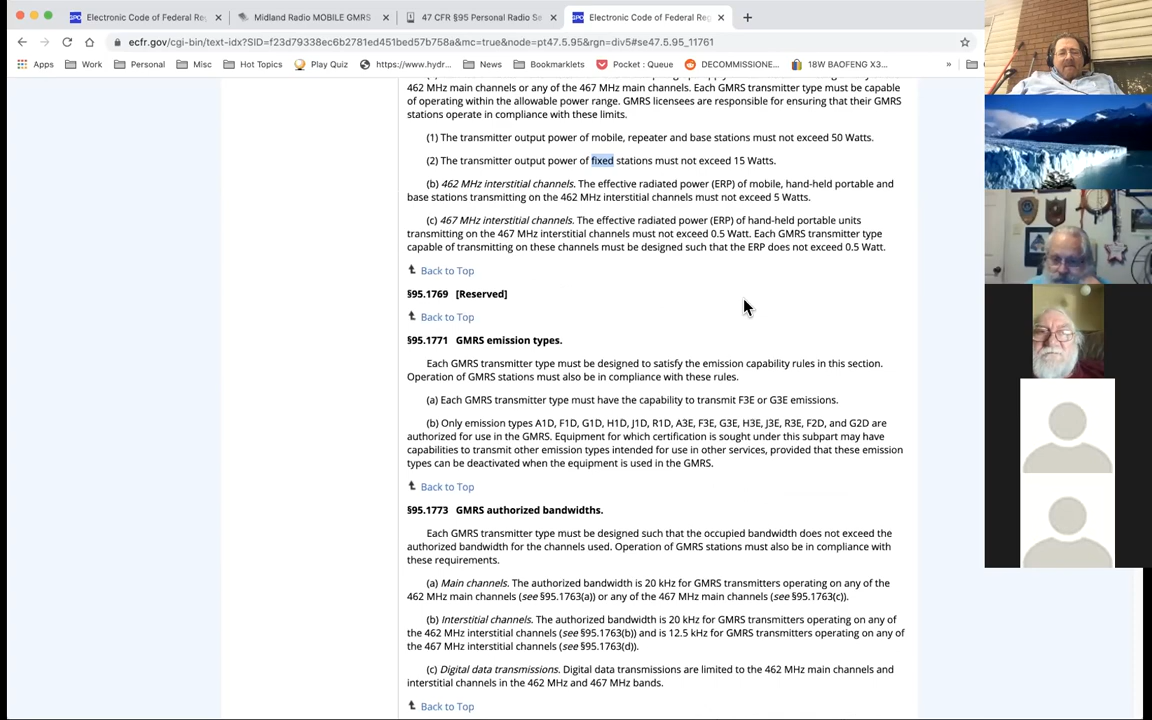 Electronic Code of Federal Reg
Midland Radio MOBILE GMRS
47 CFR §95 Personal Radio Se
Electronic Code of Federal Reg
ecfr.gov/cgi-bin/text-idx?SID=f23d79338ec6b2781ed451bed57b758a&mc=true&node=pt47.5.95&rgn=div5#se47.5.95_11761
Apps Work Personal Misc Hot Topics Play Quiz https://www.hydr... News Bookmarklets Pocket : Queue DECOMMISSIONE... 18W BAOFENG X3...
462 MHz main channels or any of the 467 MHz main channels. Each GMRS transmitter type must be capable
of operating within the allowable power range. GMRS licensees are responsible for ensuring that their GMRS
stations operate in compliance with these limits.
(1) The transmitter output power of mobile, repeater and base stations must not exceed 50 Watts.
(2) The transmitter output power of fixed stations must not exceed 15 Watts.
(b) 462 MHz interstitial channels. The effective radiated power (ERP) of mobile, hand-held portable and
base stations transmitting on the 462 MHz interstitial channels must not exceed 5 Watts.
(c) 467 MHz interstitial channels. The effective radiated power (ERP) of hand-held portable units
transmitting on the 467 MHz interstitial channels must not exceed 0.5 Watt. Each GMRS transmitter type
capable of transmitting on these channels must be designed such that the ERP does not exceed 0.5 Watt.
Back to Top
§95.1769 [Reserved]
Back to Top
§95.1771 GMRS emission types.
Each GMRS transmitter type must be designed to satisfy the emission capability rules in this section.
Operation of GMRS stations must also be in compliance with these rules.
(a) Each GMRS transmitter type must have the capability to transmit F3E or G3E emissions.
(b) Only emission types A1D, F1D, G1D, H1D, J1D, R1D, A3E, F3E, G3E, H3E, J3E, R3E, F2D, and G2D are
authorized for use in the GMRS. Equipment for which certification is sought under this subpart may have
capabilities to transmit other emission types intended for use in other services, provided that these emission
types can be deactivated when the equipment is used in the GMRS.
Back to Top
§95.1773 GMRS authorized bandwidths.
Each GMRS transmitter type must be designed such that the occupied bandwidth does not exceed the
authorized bandwidth for the channels used. Operation of GMRS stations must also be in compliance with
these requirements.
(a) Main channels. The authorized bandwidth is 20 kHz for GMRS transmitters operating on any of the
462 MHz main channels (see §95.1763(a)) or any of the 467 MHz main channels (see §95.1763(c)).
(b) Interstitial channels. The authorized bandwidth is 20 kHz for GMRS transmitters operating on any of
the 462 MHz interstitial channels (see §95.1763(b)) and is 12.5 kHz for GMRS transmitters operating on any of
the 467 MHz interstitial channels (see §95.1763(d)).
(c) Digital data transmissions. Digital data transmissions are limited to the 462 MHz main channels and
interstitial channels in the 462 MHz and 467 MHz bands.
Back to Top